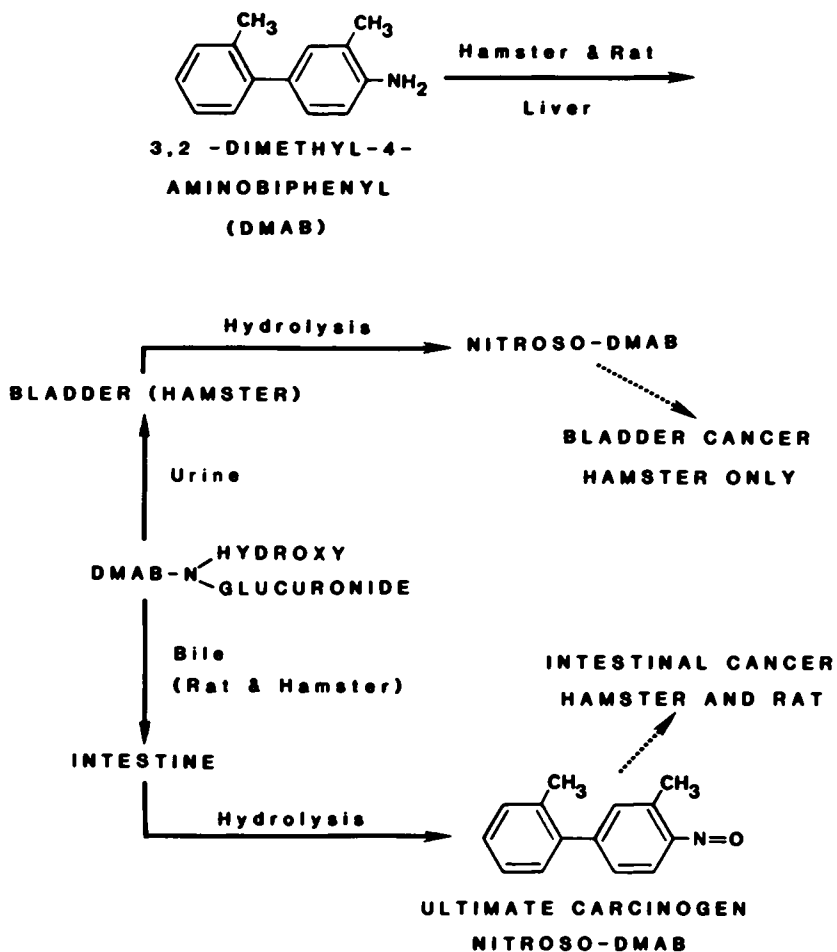 CH3
CH3
NH2
Hamster & Rat
Liver
3,2 -DIMETHYL-4-
AMINOBIPHENYL
(DMAB)
Hydrolysis
NITROSO-DMAB
BLADDER (HAMSTER)
BLADDER CANCER
HAMSTER ONLY
Urine
HYDROXY
DMAB-N
GLUCURONIDE
Bile
(Rat & Hamster)
INTESTINAL CANCER
HAMSTER AND RAT
INTESTINE
Hydrolysis
CH3
CH3
N=O
ULTIMATE CARCINOGEN
NITROSO-DMAB